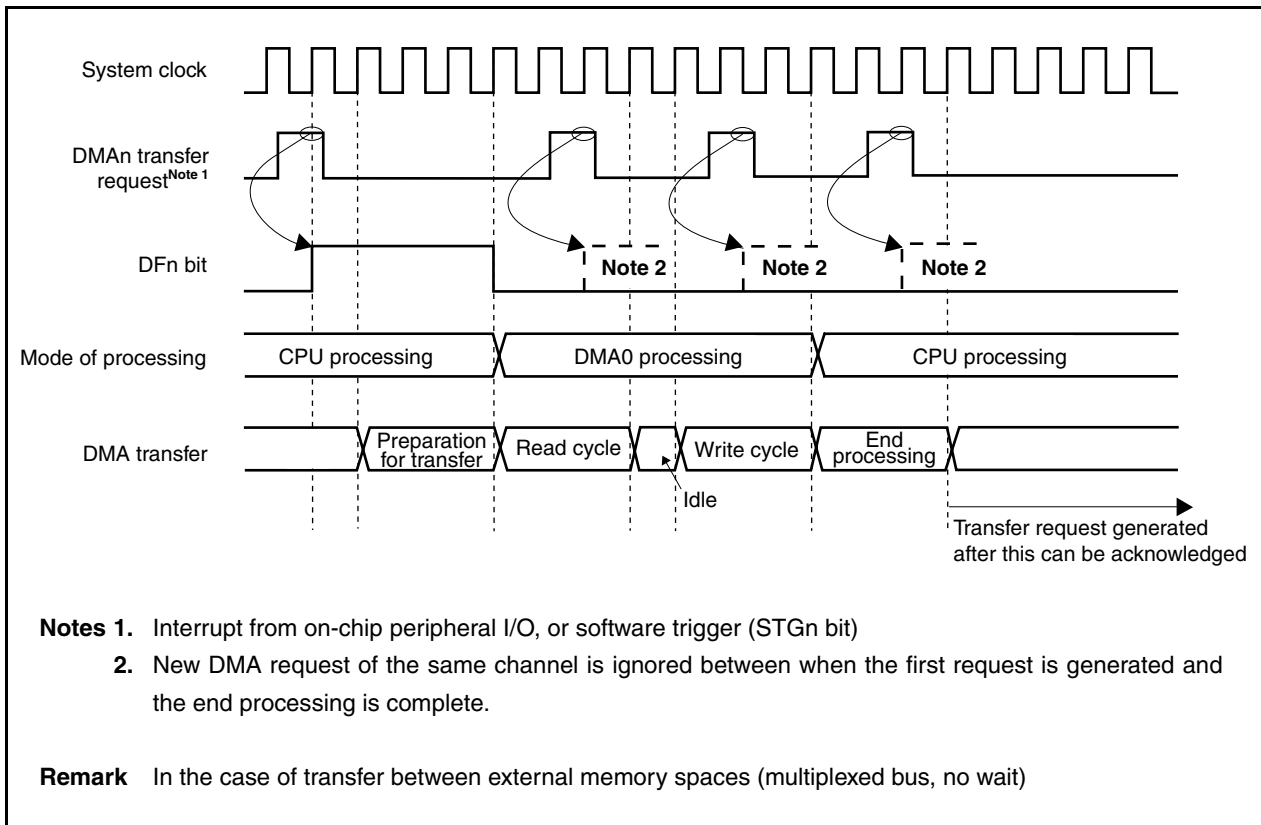 System clock
DMAn transfer
request Note 1
DFn bit
Note 2
Note 2
Note 2
Mode of processing
CPU processing
DMA0 processing
CPU processing
DMA transfer
Preparation
for transfer
Read cycle
Idle
Write cycle
End
processing
Transfer request generated
after this can be acknowledged
Notes 1. Interrupt from on-chip peripheral I/O, or software trigger (STGn bit)
2. New DMA request of the same channel is ignored between when the first request is generated and
the end processing is complete.
Remark In the case of transfer between external memory spaces (multiplexed bus, no wait)